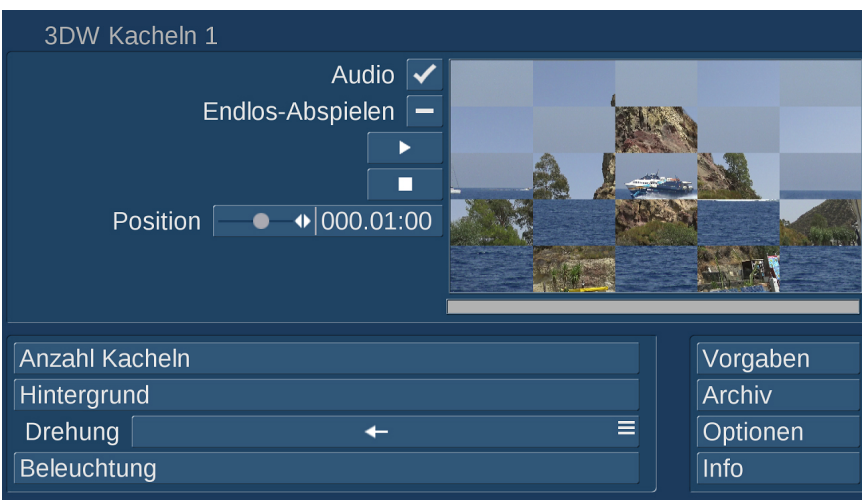 3DW Kacheln 1
Audio
Endlos-Abspielen
Position 000.01:00
Anzahl Kacheln
Hintergrund
Drehung
Beleuchtung
Vorgaben
Archiv
Optionen
Info